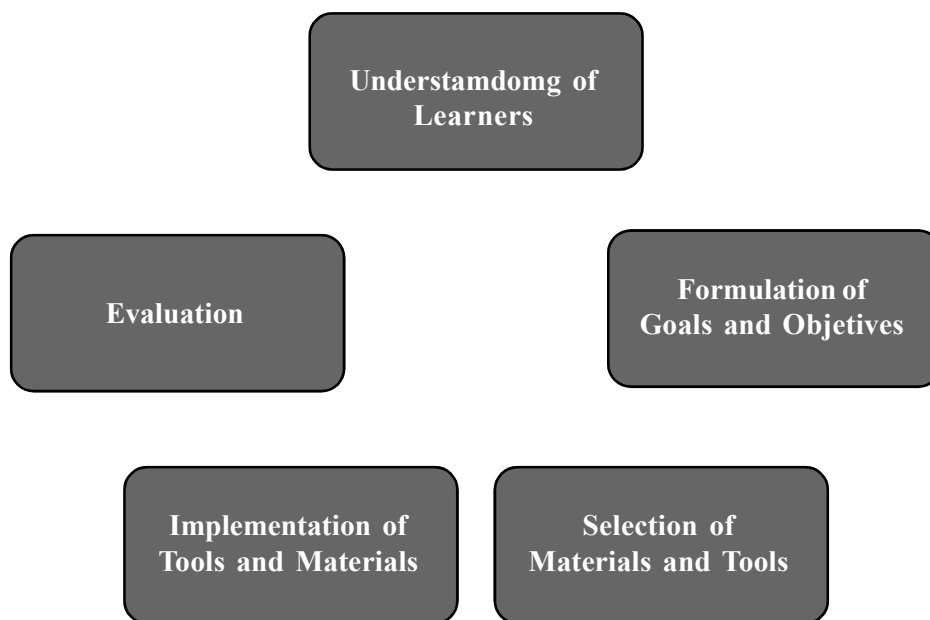 Understamdomg of
Learners
Evaluation
Formulation of
Goals and Objetives
Implementation of
Tools and Materials
Selection of
Materials and Tools